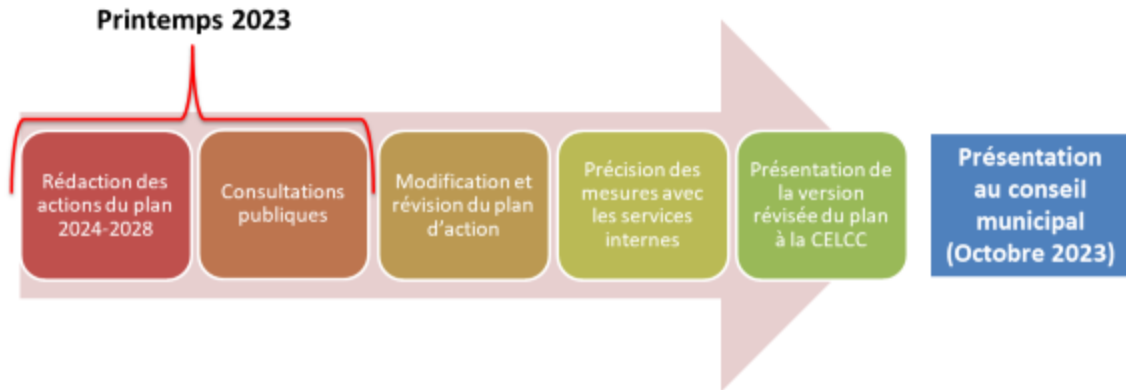 Printemps 2023
Rédaction des
actions du plan
2024-2028
Consultations
publiques
Modification et
révision du plan
d'action
Précision des
mesures avec
les services
internes
Présentation de
la version
révisée du plan
à la CELCC
Présentation
au conseil
municipal
(Octobre 2023)